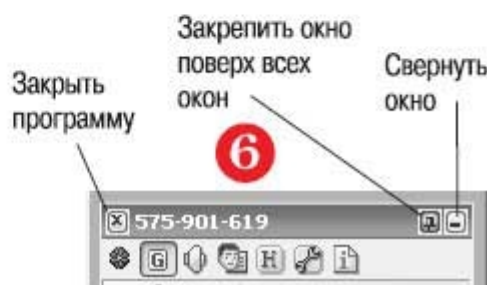 Закрепить окно
поверх всех
окон
Свернуть
окно
Закрыть
программу
6
575-901-619
G
H
i